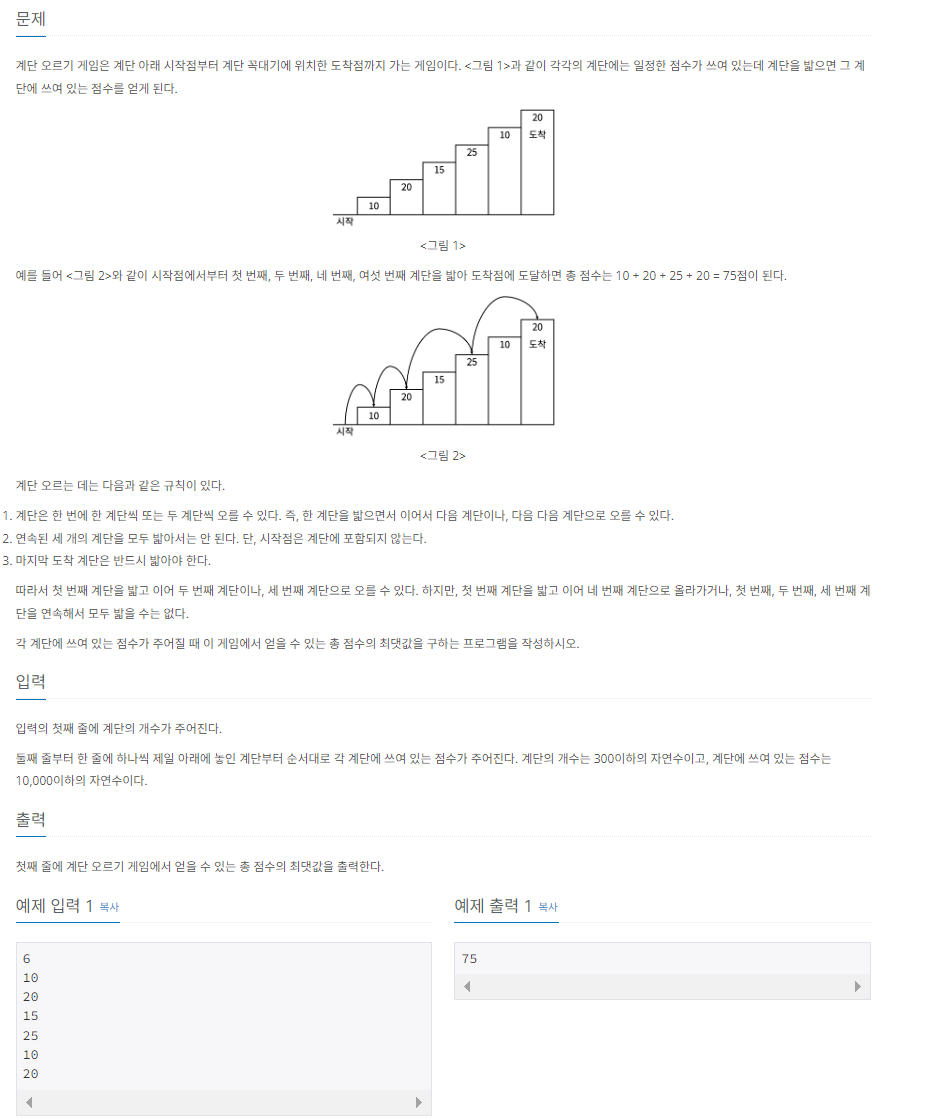 문제
계단 오르기 게임은 계단 아래 시작점부터 계단 꼭대기에 위치한 도착점까지 가는 게임이다. <그림 1>과 같이 각각의 계단에는 일정한 점수가 쓰여 있는데 계단을 밟으면 그 계
단에 쓰여 있는 점수를 얻게 된다.
20
도착
10
25
15
20
10
시작
<그림 1>
예를 들어 <그림 2>와 같이 시작점에서부터 첫 번째, 두 번째, 네 번째, 여섯 번째 계단을 밟아 도착점에 도달하면 총 점수는 10 + 20 + 25 + 20 = 75점이 된다.
20
도착
10
25
15
20
10
시작
<그림 2>
계단 오르는 데는 다음과 같은 규칙이 있다.
1. 계단은 한 번에 한 계단씩 또는 두 계단씩 오를 수 있다. 즉, 한 계단을 밟으면서 이어서 다음 계단이나, 다음 다음 계단으로 오를 수 있다.
2. 연속된 세 개의 계단을 모두 밟아서는 안 된다. 단, 시작점은 계단에 포함되지 않는다.
3. 마지막 도착 계단은 반드시 밟아야 한다.
따라서 첫 번째 계단을 밟고 이어 두 번째 계단이나, 세 번째 계단으로 오를 수 있다. 하지만, 첫 번째 계단을 밟고 이어 네 번째 계단으로 올라가거나, 첫 번째, 두 번째, 세 번째 계
단을 연속해서 모두 밟을 수는 없다.
각 계단에 쓰여 있는 점수가 주어질 때 이 게임에서 얻을 수 있는 총 점수의 최댓값을 구하는 프로그램을 작성하시오.
입력
입력의 첫째 줄에 계단의 개수가 주어진다.
둘째 줄부터 한 줄에 하나씩 제일 아래에 놓인 계단부터 순서대로 각 계단에 쓰여 있는 점수가 주어진다. 계단의 개수는 300이하의 자연수이고, 계단에 쓰여 있는 점수는
10,000이하의 자연수이다.
출력
첫째 줄에 계단 오르기 게임에서 얻을 수 있는 총 점수의 최댓값을 출력한다.
예제 입력 1 복사
6
10
20
15
25
10
20
예제 출력 1 복사
75